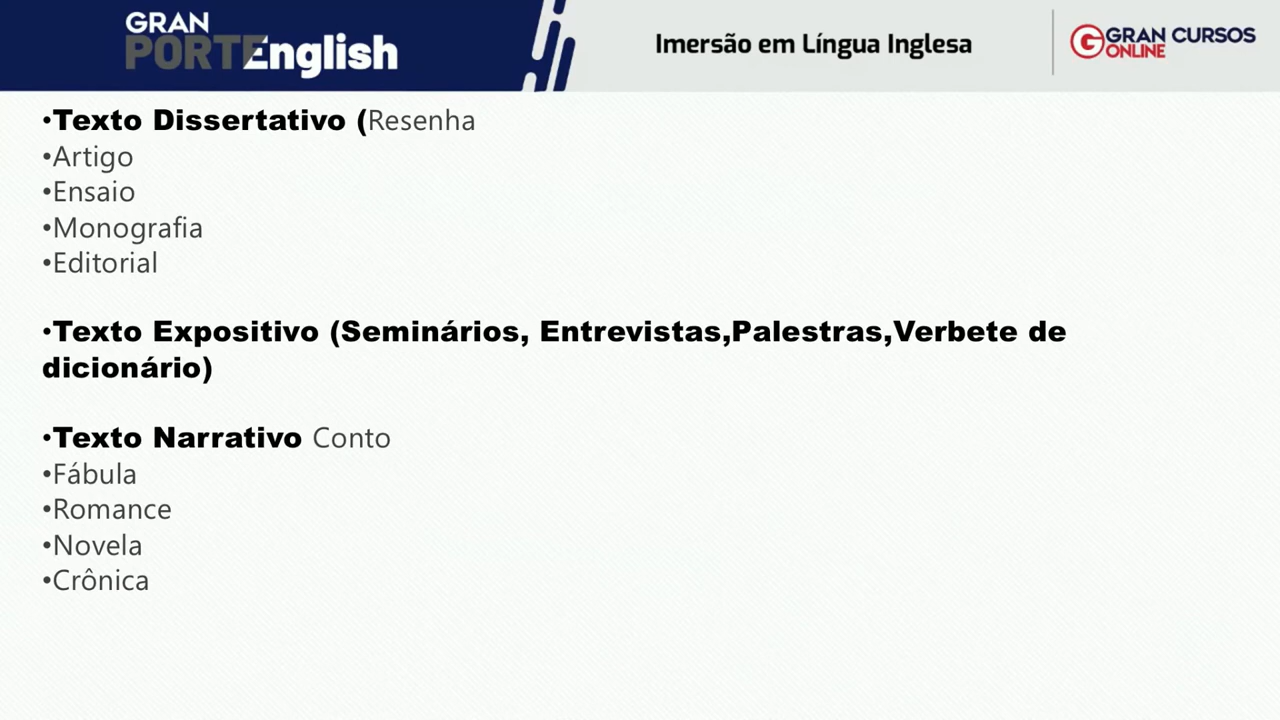 GRAN
PORTEnglish
Imersão em Língua Inglesa
GRAN CURSOS
ONLINE
•Texto Dissertativo (Resenha
•Artigo
•Ensaio
•Monografia
•Editorial
•Texto Expositivo (Seminários, Entrevistas,Palestras,Verbete de
dicionário)
•Texto Narrativo Conto
•Fábula
•Romance
•Novela
•Crônica